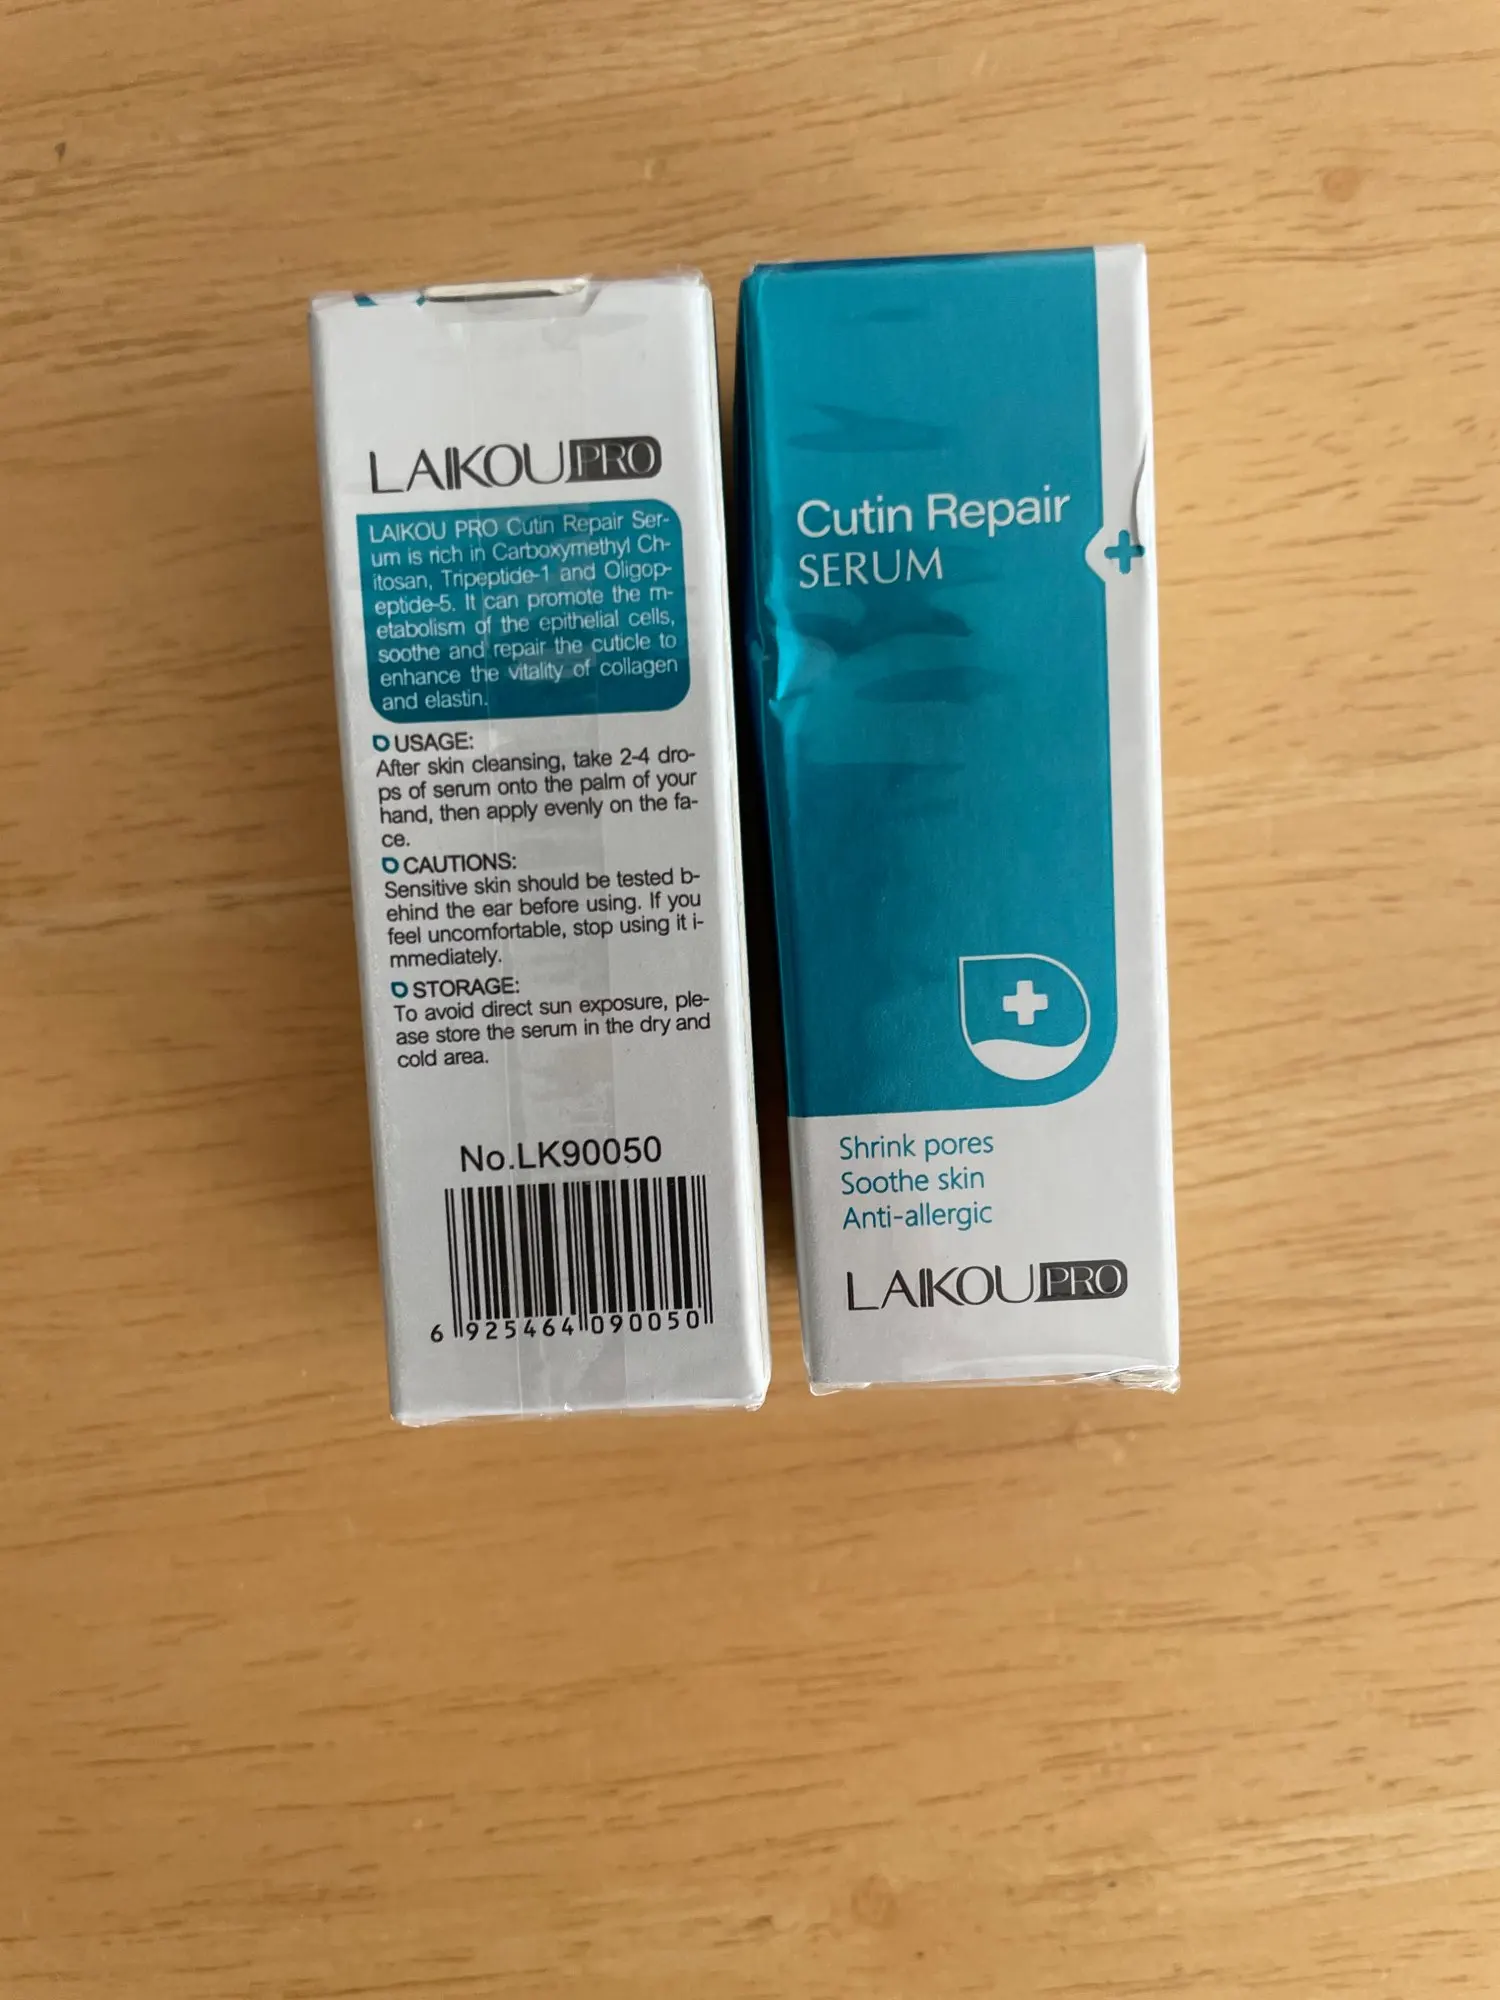 LAIKOU PRO
LAIKOU PRO Cutin Repair Ser-
um is rich in Carboxymethyl Ch-
itosan, Tripeptide-1 and Oligop-
eptide-5. It can promote the m-
etabolism of the epithelial cells,
soothe and repair the cuticle to
enhance the vitality of collagen
and elastin.
USAGE:
After skin cleansing, take 2-4 dro-
ps of serum onto the palm of your
hand, then apply evenly on the fa-
ce.
CAUTIONS:
Sensitive skin should be tested b-
ehind the ear before using. If you
feel uncomfortable, stop using it i-
mmediately.
STORAGE:
To avoid direct sun exposure, ple-
ase store the serum in the dry and
cold area.
No.LK90050
6 925464 090050
Cutin Repair
SERUM
Shrink pores
Soothe skin
Anti-allergic
LAIKOU PRO